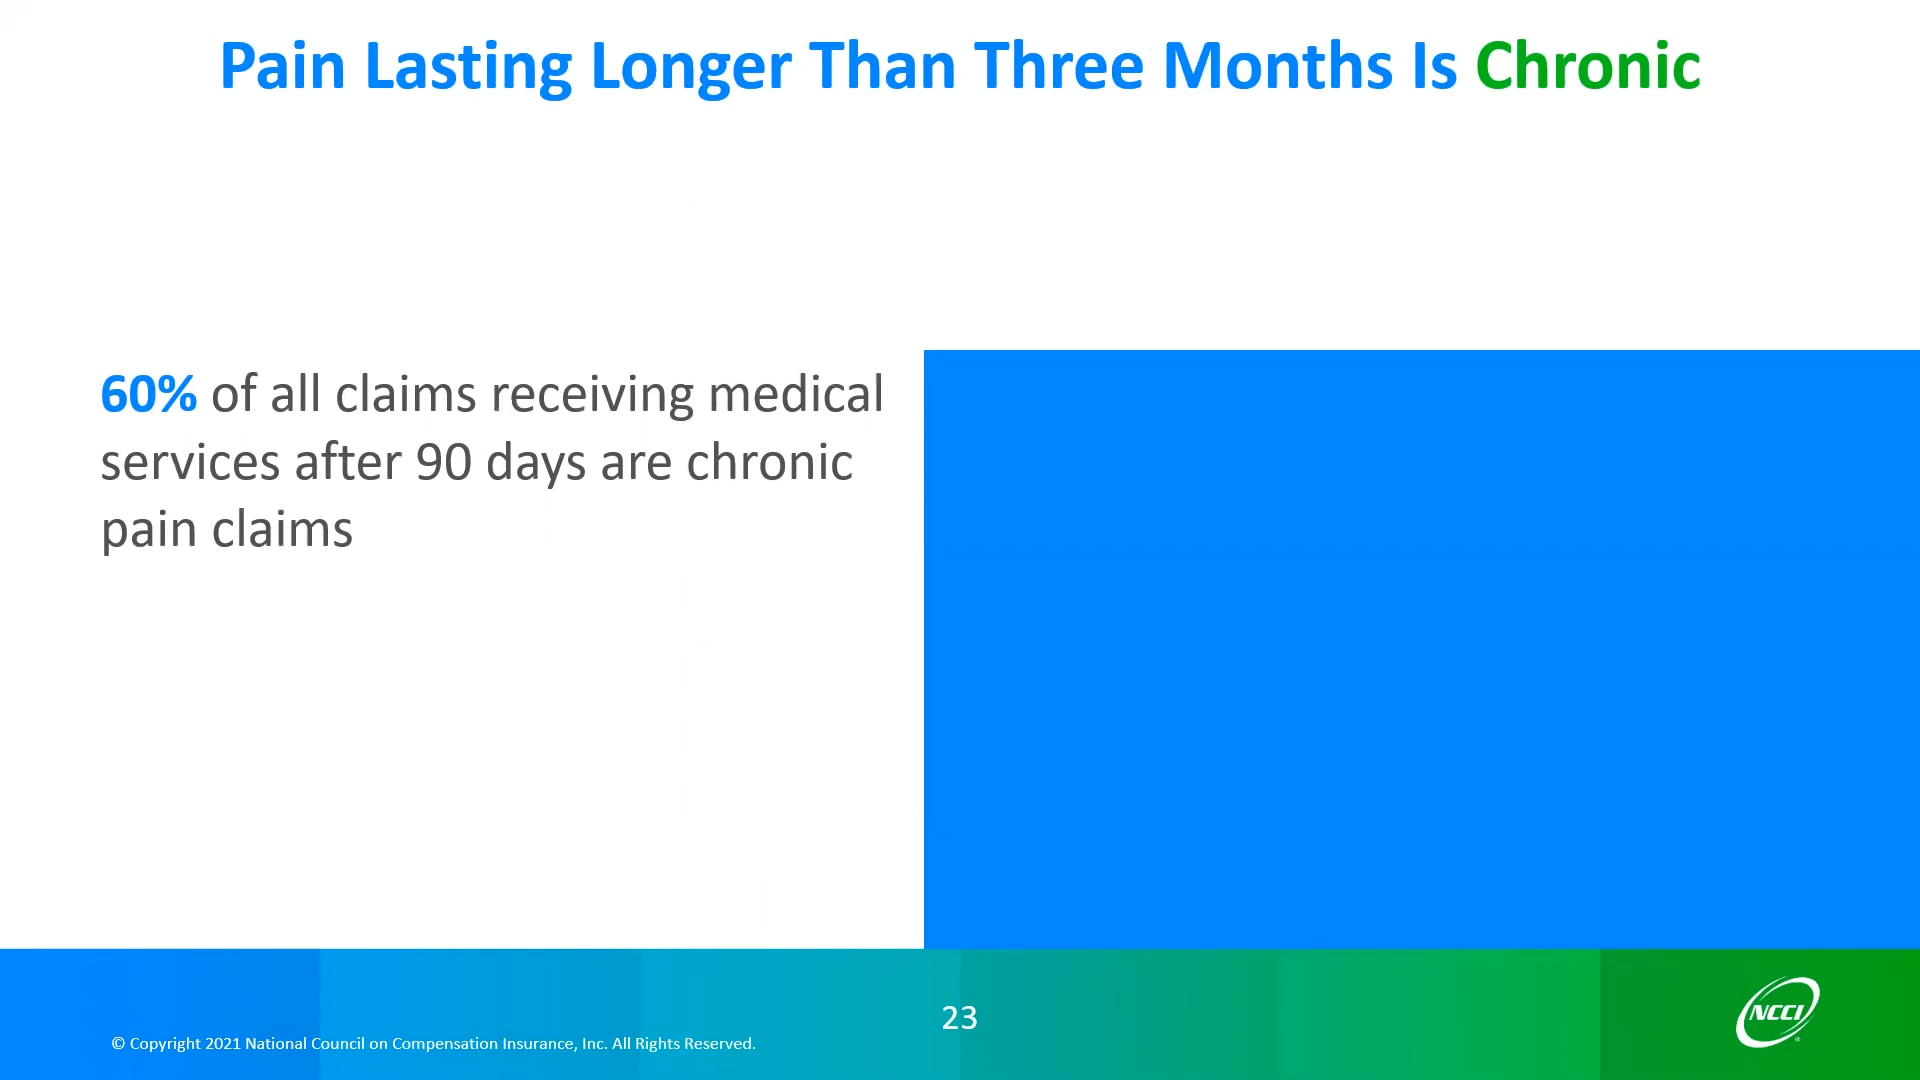 Pain Lasting Longer Than Three Months Is Chronic
60% of all claims receiving medical
services after 90 days are chronic
pain claims
23
NCCI
© Copyright 2021 National Council on Compensation Insurance, Inc. All Rights Reserved.